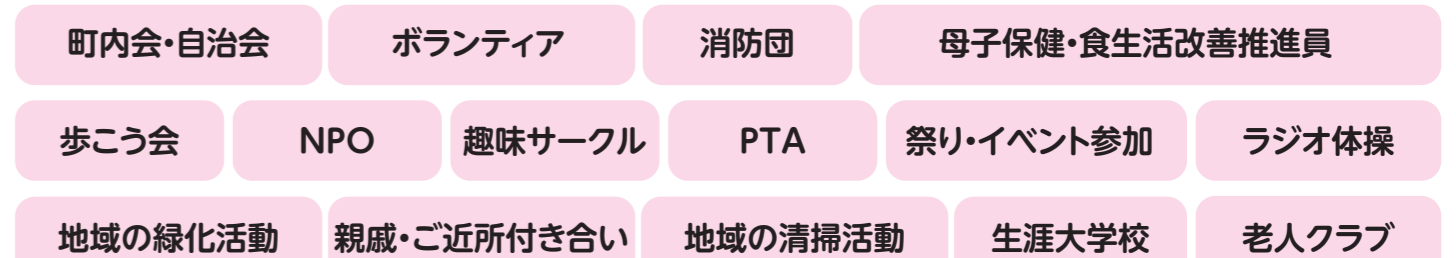 町内会・自治会 ボランティア 消防団 母子保健・食生活改善推進員
歩こう会 NPO 趣味サークル PTA 祭り・イベント参加 ラジオ体操
地域の緑化活動 親戚・ご近所付き合い 地域の清掃活動 生涯大学校 老人クラブ